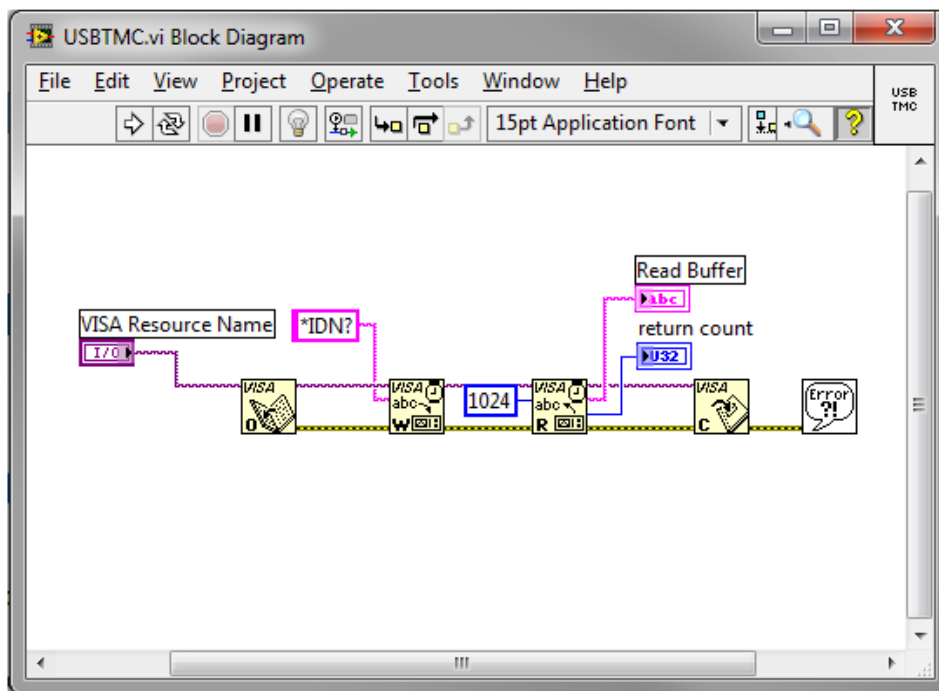 USBTMC.vi Block Diagram
File Edit View Project Operate Tools Window Help
USB
TMC
15pt Application Font
Read Buffer
abc
VISA Resource Name
*IDN?
return count
I/O
U32
VISA
O
VISA
abc
W
1024
VISA
abc
R
VISA
C
Error
?!